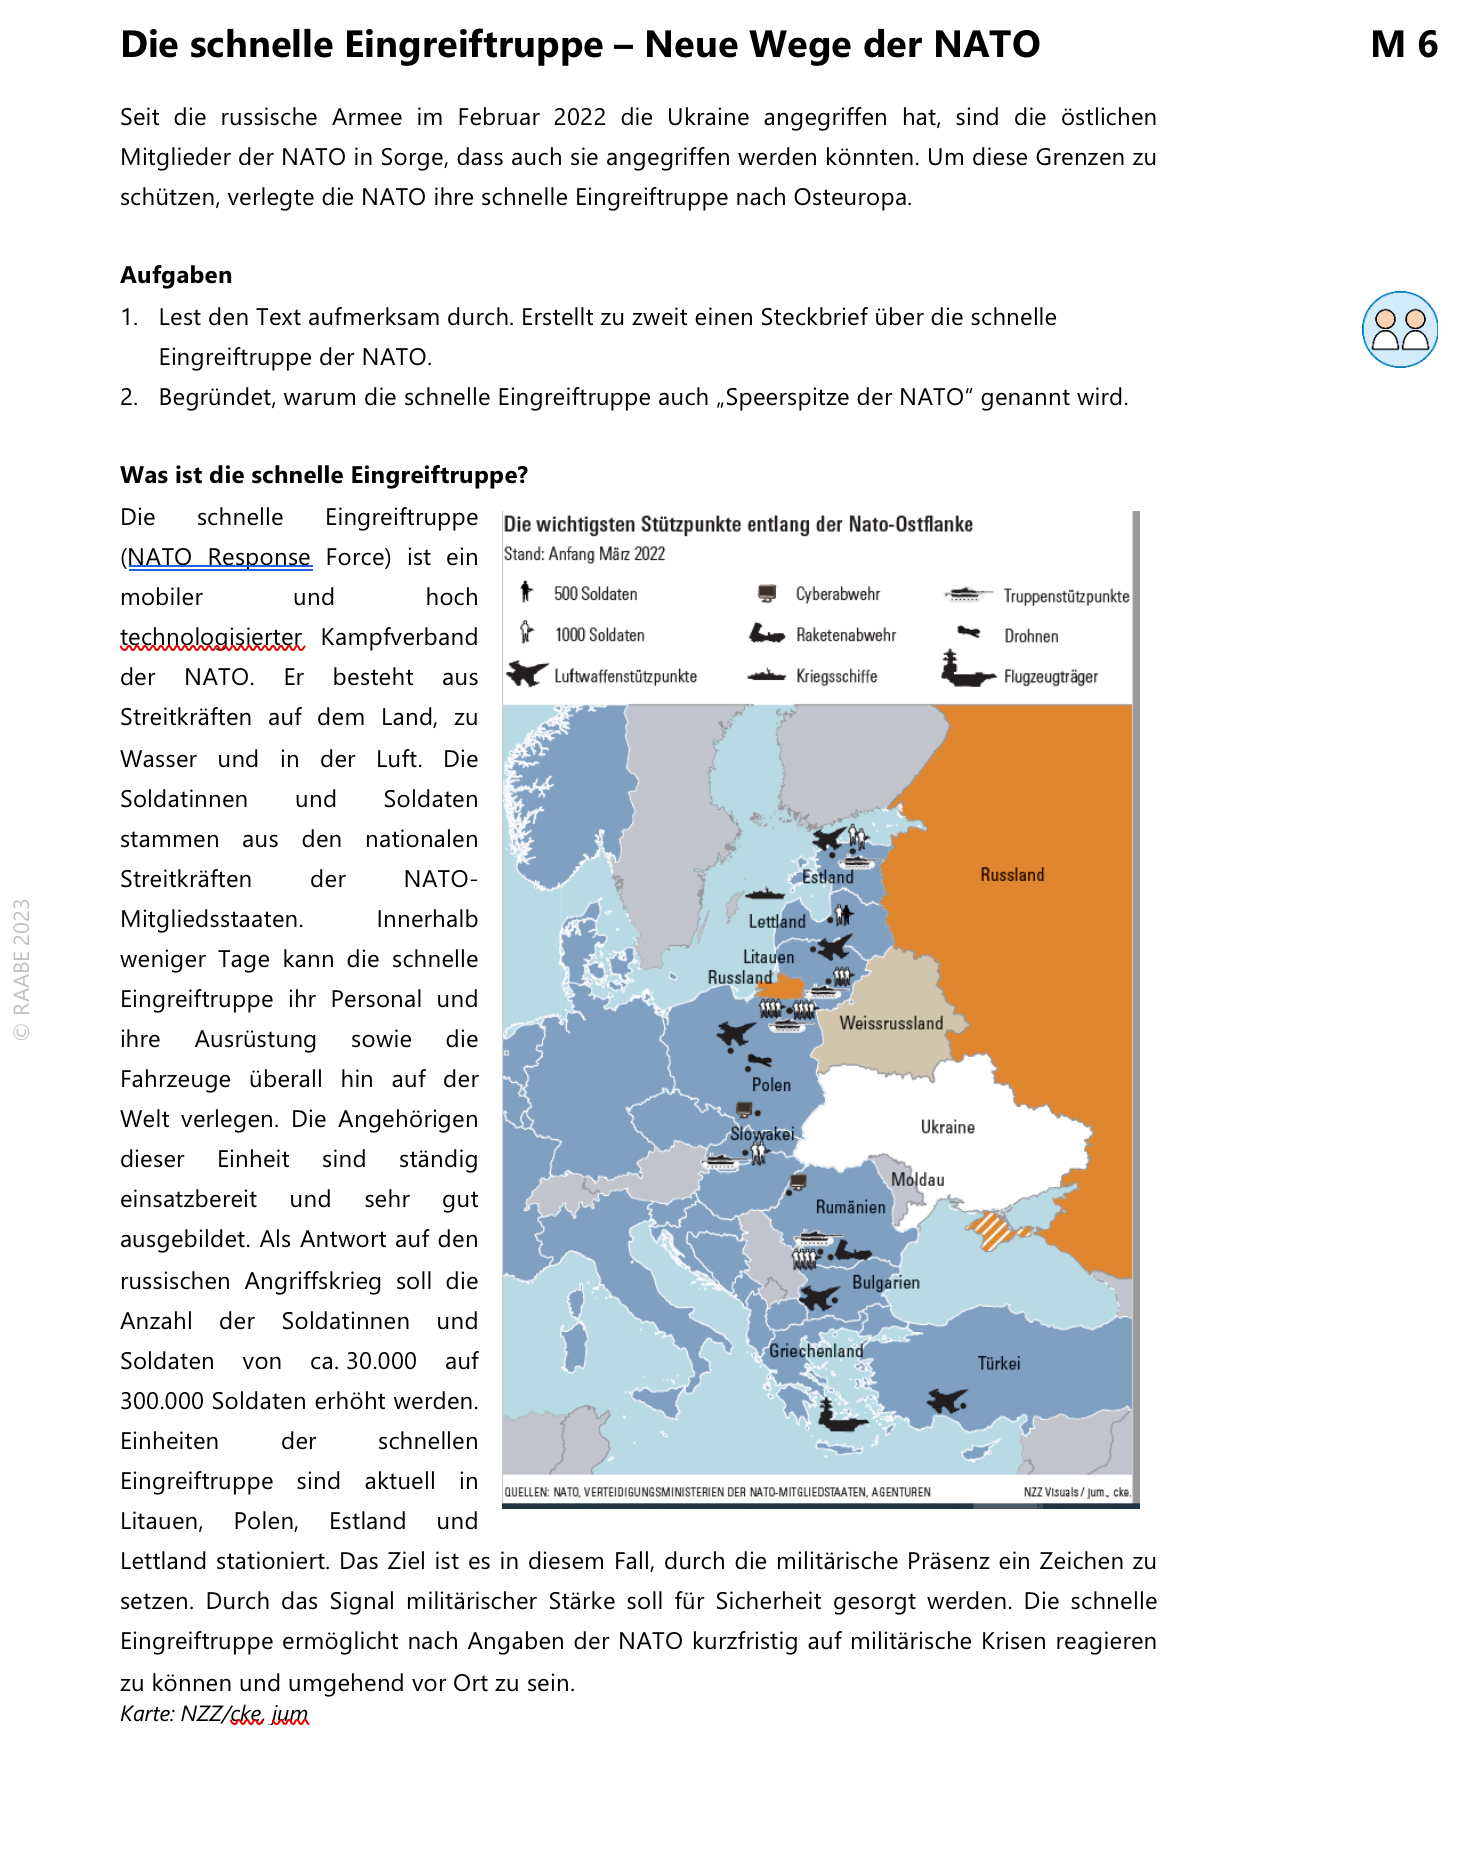 Die schnelle Eingreiftruppe – Neue Wege der NATO
M 6
Seit die russische Armee im Februar 2022 die Ukraine angegriffen hat, sind die östlichen
Mitglieder der NATO in Sorge, dass auch sie angegriffen werden könnten. Um diese Grenzen zu
schützen, verlegte die NATO ihre schnelle Eingreiftruppe nach Osteuropa.
Aufgaben
1. Lest den Text aufmerksam durch. Erstellt zu zweit einen Steckbrief über die schnelle
Eingreiftruppe der NATO.
2. Begründet, warum die schnelle Eingreiftruppe auch „Speerspitze der NATO“ genannt wird.
Was ist die schnelle Eingreiftruppe?
Die schnelle Eingreiftruppe
(NATO Response Force) ist ein
mobiler und hoch
technologisierter Kampfverband
der NATO. Er besteht aus
Streitkräften auf dem Land, zu
Wasser und in der Luft. Die
Soldatinnen und Soldaten
stammen aus den nationalen
Streitkräften der NATO-
Mitgliedsstaaten. Innerhalb
weniger Tage kann die schnelle
Eingreiftruppe ihr Personal und
ihre Ausrüstung sowie die
Fahrzeuge überall hin auf der
Welt verlegen. Die Angehörigen
dieser Einheit sind ständig
einsatzbereit und sehr gut
ausgebildet. Als Antwort auf den
russischen Angriffskrieg soll die
Anzahl der Soldatinnen und
Soldaten von ca. 30.000 auf
300.000 Soldaten erhöht werden.
Einheiten der schnellen
Eingreiftruppe sind aktuell in
Litauen, Polen, Estland und
Lettland stationiert. Das Ziel ist es in diesem Fall, durch die militärische Präsenz ein Zeichen zu
setzen. Durch das Signal militärischer Stärke soll für Sicherheit gesorgt werden. Die schnelle
Eingreiftruppe ermöglicht nach Angaben der NATO kurzfristig auf militärische Krisen reagieren
zu können und umgehend vor Ort zu sein.
Karte: NZZ/cke, jum
Die wichtigsten Stützpunkte entlang der Nato-Ostflanke
Stand: Anfang März 2022
500 Soldaten
Cyberabwehr
Truppenstützpunkte
1000 Soldaten
Raketenabwehr
Drohnen
Luftwaffenstützpunkte
Kriegsschiffe
Flugzeugträger
Russland
Estland
Lettland
Litauen
Russland
Weissrussland
Polen
Ukraine
Slowakei
Moldau
Rumänien
Bulgarien
Griechenland
Türkei
QUELLEN: NATO, VERTEIDIGUNGSMINISTERIEN DER NATO-MITGLIEDSTAATEN, AGENTUREN
NZZ Visuals / jum., cke.
© RAABE 2023